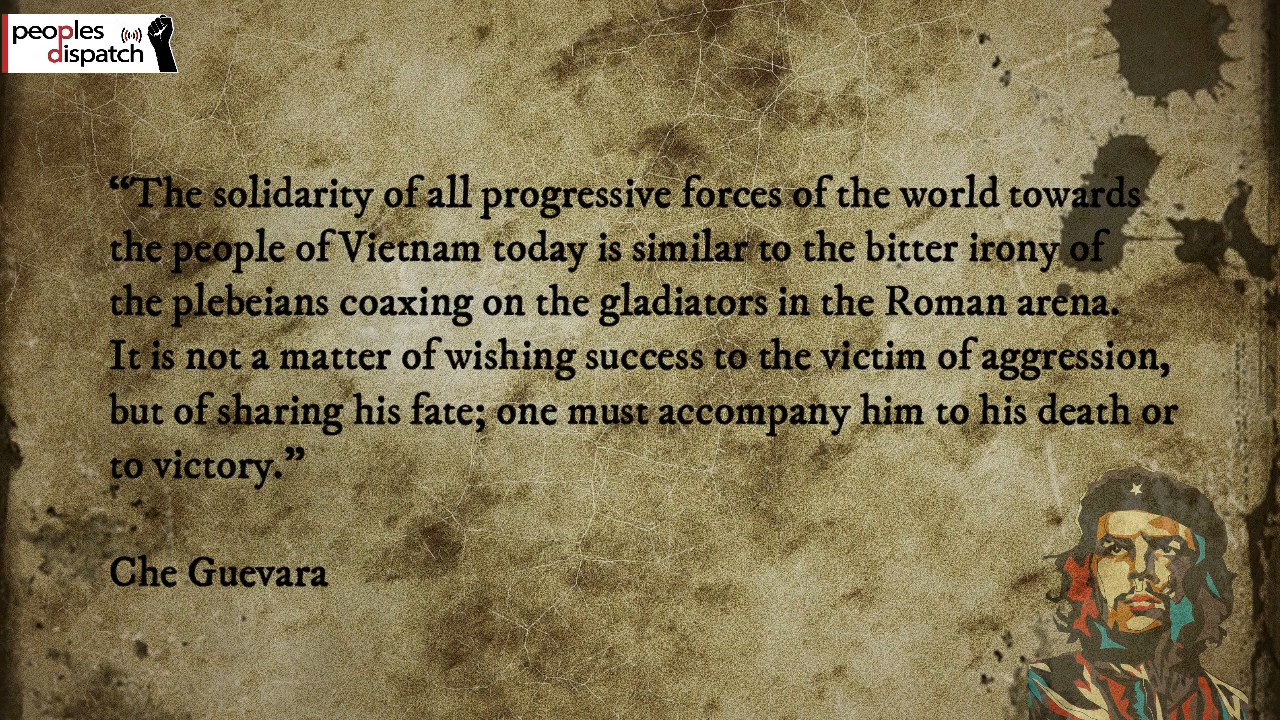 peoples
dispatch
“The solidarity of all progressive forces of the world towards
the people of Vietnam today is similar to the bitter irony of
the plebeians coaxing on the gladiators in the Roman arena.
It is not a matter of wishing success to the victim of aggression,
but of sharing his fate; one must accompany him to his death or
to victory.”
Che Guevara